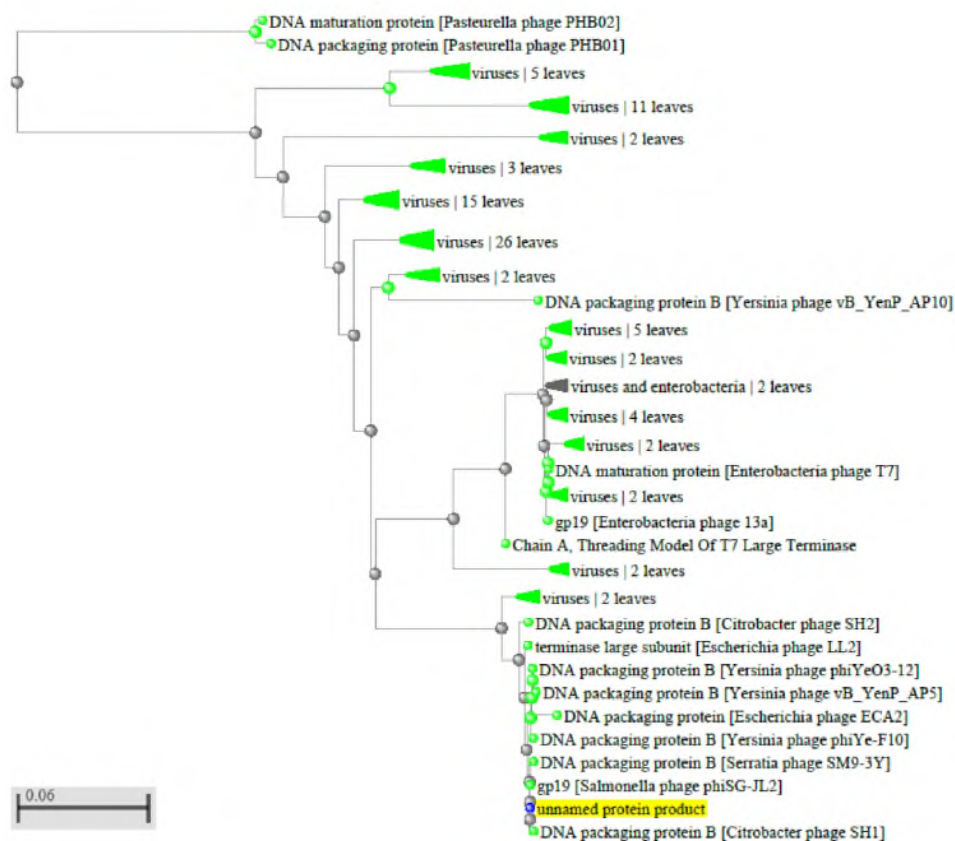 DNA maturation protein [Pasteurella phage PHB02]
DNA packaging protein [Pasteurella phage PHB01]
viruses | 5 leaves
viruses | 11 leaves
viruses | 2 leaves
viruses | 3 leaves
viruses | 15 leaves
viruses | 26 leaves
viruses | 2 leaves
DNA packaging protein B [Yersinia phage vB_YenP_AP10]
viruses | 5 leaves
viruses | 2 leaves
viruses and enterobacteria | 2 leaves
viruses | 4 leaves
viruses | 2 leaves
DNA maturation protein [Enterobacteria phage T7]
viruses | 2 leaves
gp19 [Enterobacteria phage 13a]
Chain A, Threading Model Of T7 Large Terminase
viruses | 2 leaves
viruses | 2 leaves
DNA packaging protein B [Citrobacter phage SH2]
terminase large subunit [Escherichia phage LL2]
DNA packaging protein B [Yersinia phage phiYeO3-12]
DNA packaging protein B [Yersinia phage vB_YenP_AP5]
DNA packaging protein [Escherichia phage ECA2]
DNA packaging protein B [Yersinia phage phiYe-F10]
DNA packaging protein B [Serratia phage SM9-3Y]
gp19 [Salmonella phage phiSG-JL2]
unnamed protein product
DNA packaging protein B [Citrobacter phage SH1]
0.06